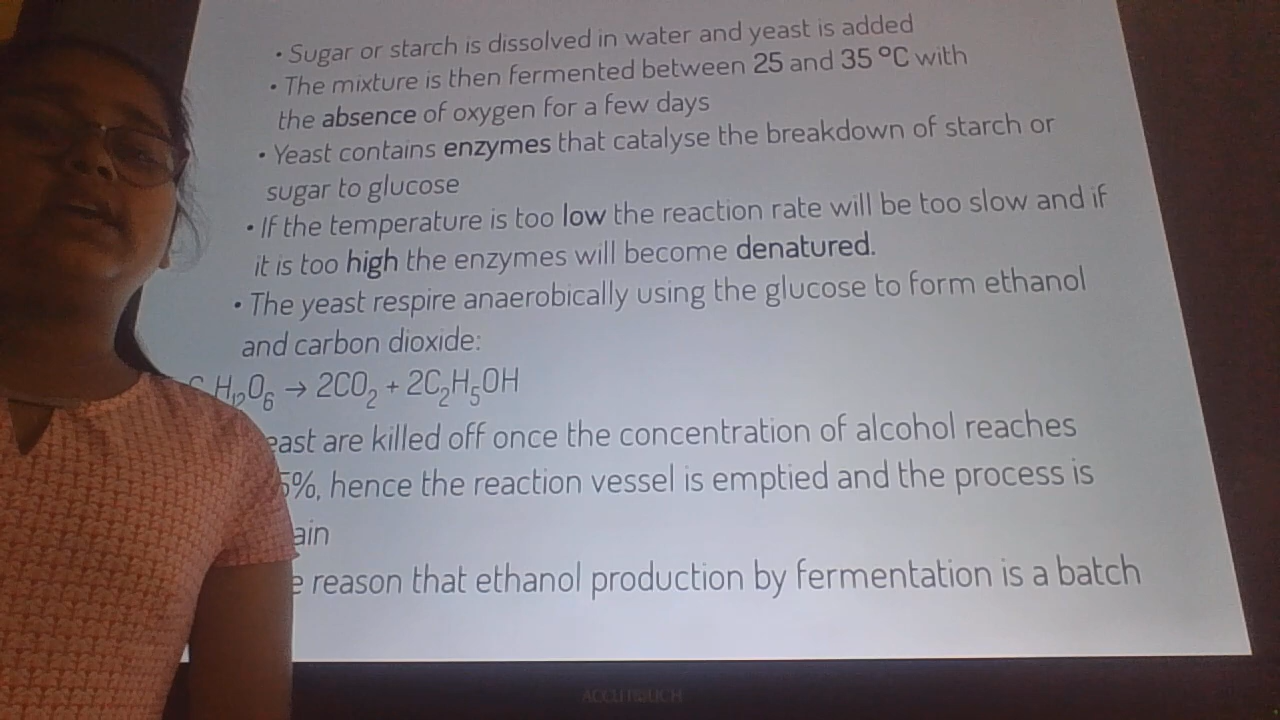 • Sugar or starch is dissolved in water and yeast is added
• The mixture is then fermented between 25 and 35 °C with
the absence of oxygen for a few days
• Yeast contains enzymes that catalyse the breakdown of starch or
sugar to glucose
• If the temperature is too low the reaction rate will be too slow and if
it is too high the enzymes will become denatured.
• The yeast respire anaerobically using the glucose to form ethanol
and carbon dioxide:
H₁₂O₆ → 2CO₂ + 2C₂H₅OH
east are killed off once the concentration of alcohol reaches
5%, hence the reaction vessel is emptied and the process is
ain
e reason that ethanol production by fermentation is a batch
ACCUTOUCH